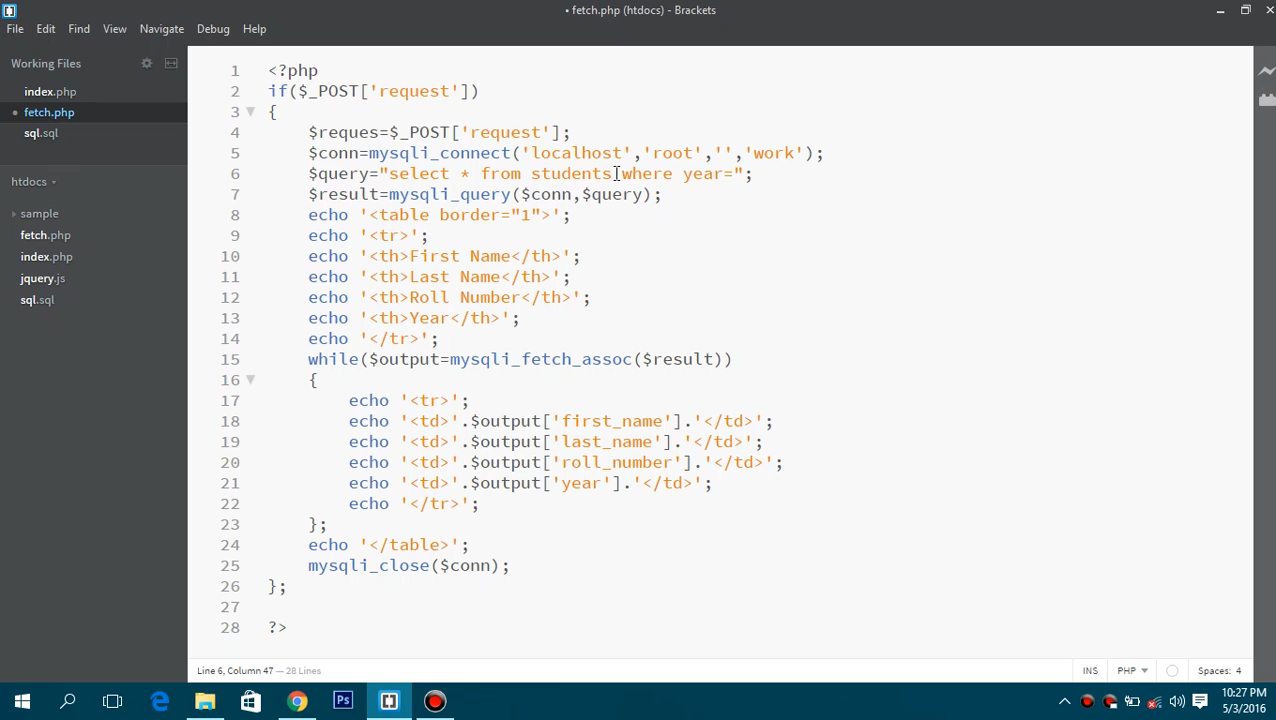 • fetch.php (htdocs) - Brackets
File Edit Find View Navigate Debug Help
Working Files
index.php
• fetch.php
sql.sql
htdocs
sample
fetch.php
index.php
jquery.js
sql.sql
1 <?php
2 if($_POST['request'])
3 {
4 $reques=$_POST['request'];
5 $conn=mysqli_connect('localhost','root','','work');
6 $query="select * from students where year=";
7 $result=mysqli_query($conn,$query);
8 echo '<table border="1">';
9 echo '<tr>';
10 echo '<th>First Name</th>';
11 echo '<th>Last Name</th>';
12 echo '<th>Roll Number</th>';
13 echo '<th>Year</th>';
14 echo '</tr>';
15 while($output=mysqli_fetch_assoc($result))
16 {
17 echo '<tr>';
18 echo '<td>'.$output['first_name'].'</td>';
19 echo '<td>'.$output['last_name'].'</td>';
20 echo '<td>'.$output['roll_number'].'</td>';
21 echo '<td>'.$output['year'].'</td>';
22 echo '</tr>';
23 };
24 echo '</table>';
25 mysqli_close($conn);
26 };
27
28 ?>
Line 6, Column 47 — 28 Lines
INS PHP Spaces: 4
Ps
10:27 PM
5/3/2016